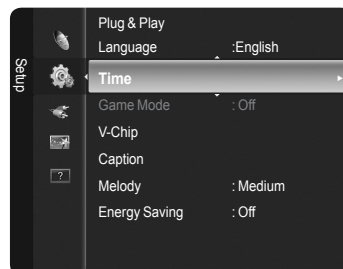 Setup
Plug & Play
Language :English
Time
Game Mode : Off
V-Chip
Caption
Melody : Medium
Energy Saving : Off
?